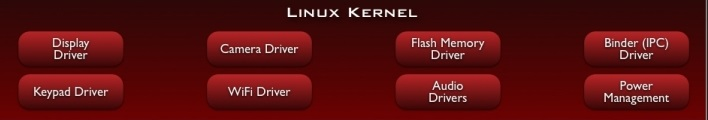 LINUX KERNEL
Display
Driver
Camera Driver
Flash Memory
Driver
Binder (IPC)
Driver
Keypad Driver
WiFi Driver
Audio
Drivers
Power
Management